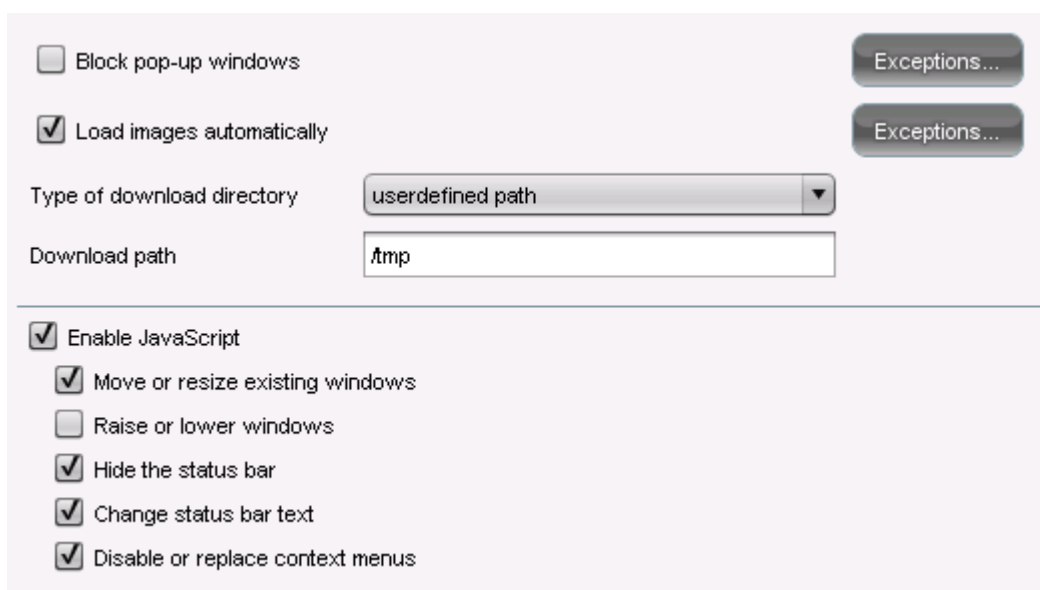 Block pop-up windows Exceptions...
Load images automatically Exceptions...
Type of download directory userdefined path
Download path /tmp
Enable JavaScript
Move or resize existing windows
Raise or lower windows
Hide the status bar
Change status bar text
Disable or replace context menus